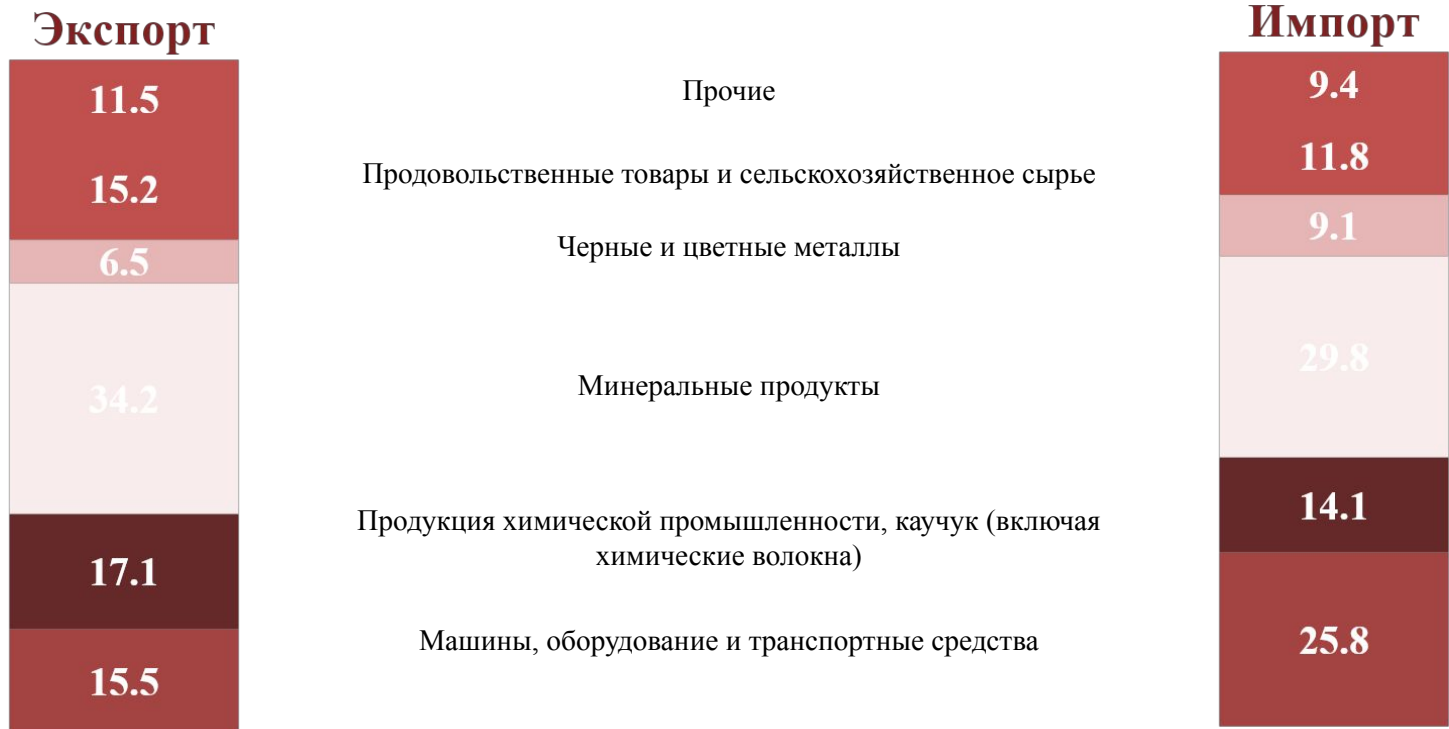 Экспорт
Импорт
11.5
Прочие
9.4
15.2
Продовольственные товары и сельскохозяйственное сырье
11.8
6.5
Черные и цветные металлы
9.1
34.2
Минеральные продукты
29.8
17.1
Продукция химической промышленности, каучук (включая
химические волокна)
14.1
15.5
Машины, оборудование и транспортные средства
25.8